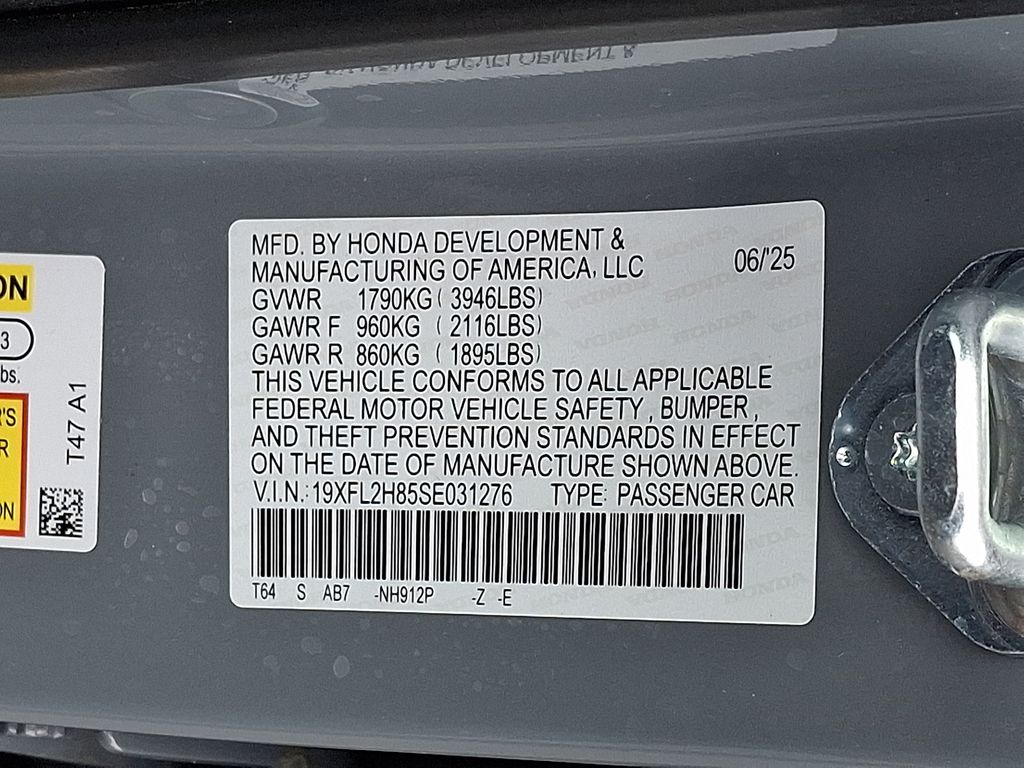 MFD. BY HONDA DEVELOPMENT &
MANUFACTURING OF AMERICA, LLC 06/'25
GVWR 1790KG ( 3946LBS)
GAWR F 960KG ( 2116LBS)
GAWR R 860KG ( 1895LBS)
THIS VEHICLE CONFORMS TO ALL APPLICABLE
FEDERAL MOTOR VEHICLE SAFETY , BUMPER ,
AND THEFT PREVENTION STANDARDS IN EFFECT
ON THE DATE OF MANUFACTURE SHOWN ABOVE.
V.I.N.: 19XFL2H85SE031276 TYPE: PASSENGER CAR
T64 S AB7 -NH912P -Z -E
3
T47 A1